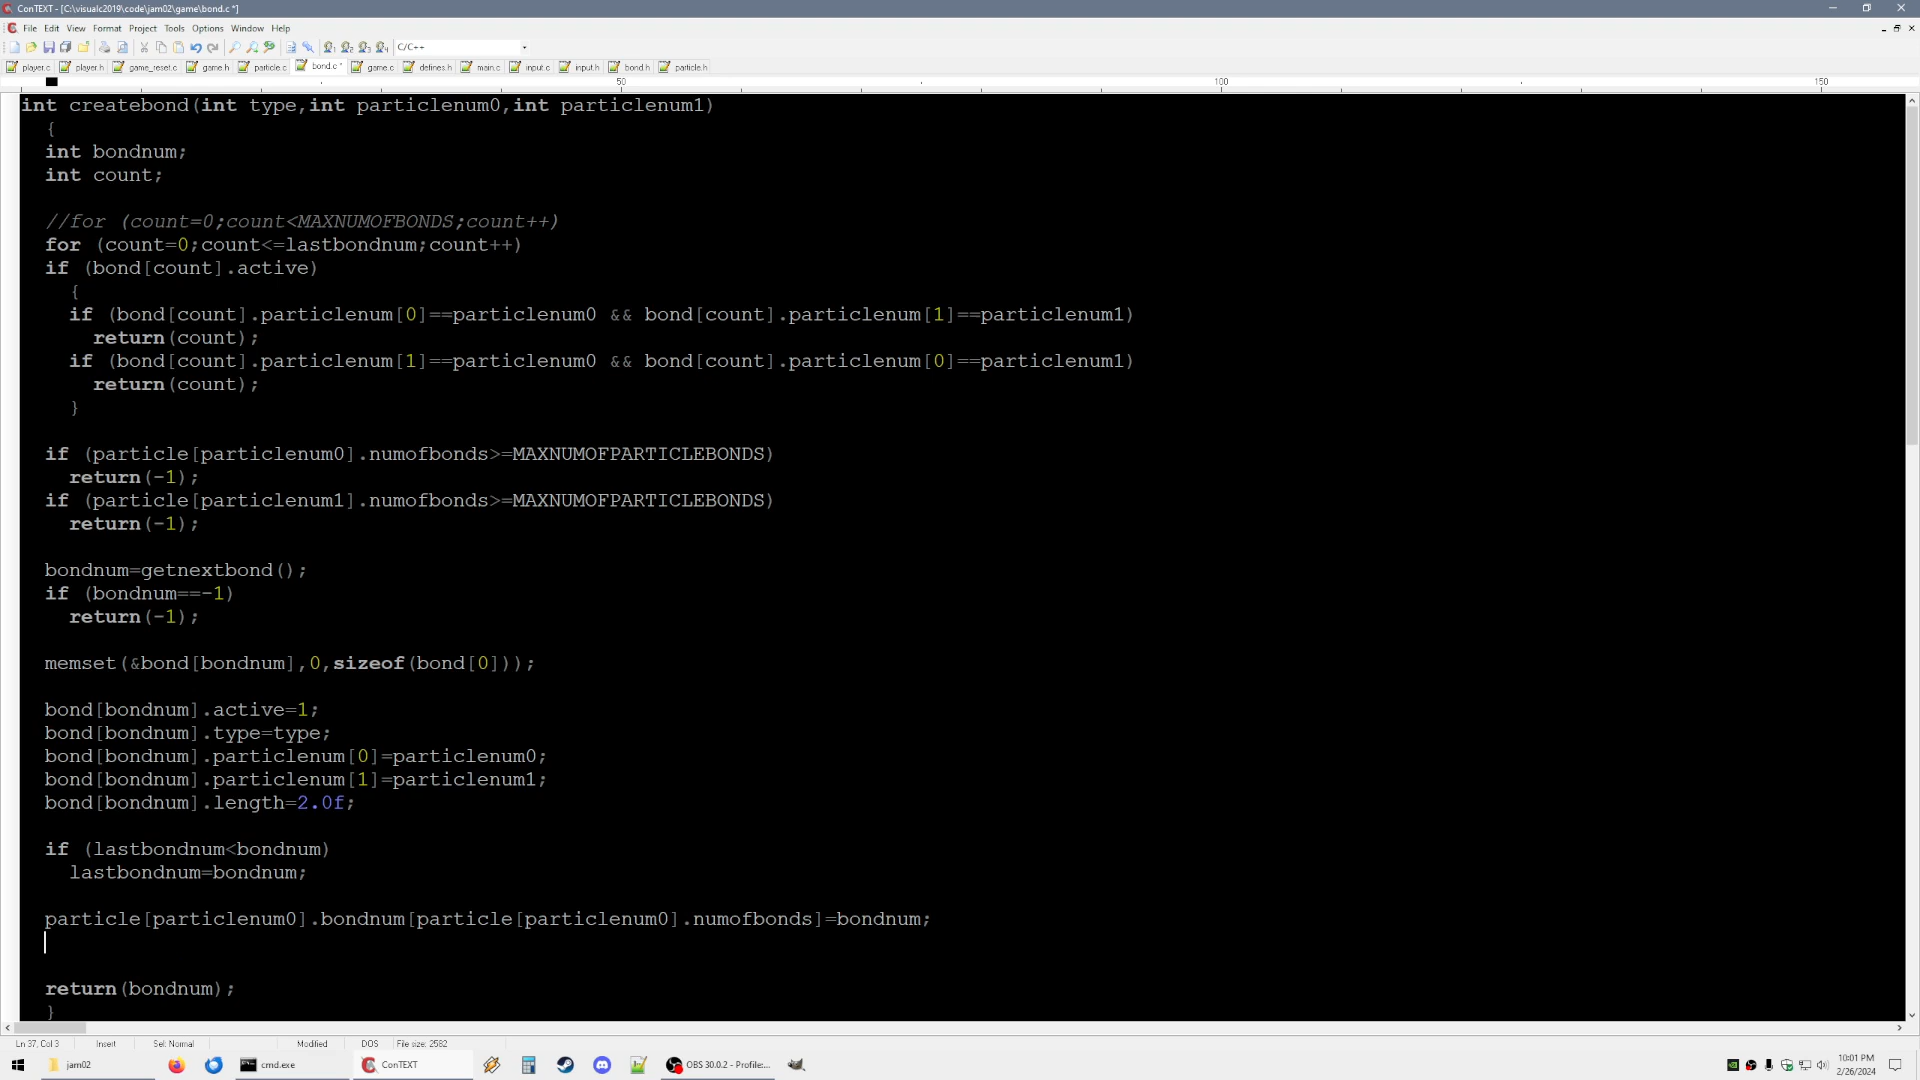 ConTEXT - [C:\visualc2019\code\jam02\game\bond.c *]
File Edit View Format Project Tools Options Window Help
C/C++
player.c player.h game_reset.c game.h particle.c bond.c * game.c defines.h main.c input.c input.h bond.h particle.h
50 100 150
int createbond(int type,int particlenum0,int particlenum1)
{
int bondnum;
int count;
//for (count=0;count<MAXNUMOFBONDS;count++)
for (count=0;count<=lastbondnum;count++)
if (bond[count].active)
{
if (bond[count].particlenum[0]==particlenum0 && bond[count].particlenum[1]==particlenum1)
return(count);
if (bond[count].particlenum[1]==particlenum0 && bond[count].particlenum[0]==particlenum1)
return(count);
}
if (particle[particlenum0].numofbonds>=MAXNUMOFPARTICLEBONDS)
return(-1);
if (particle[particlenum1].numofbonds>=MAXNUMOFPARTICLEBONDS)
return(-1);
bondnum=getnextbond();
if (bondnum==-1)
return(-1);
memset(&bond[bondnum],0,sizeof(bond[0]));
bond[bondnum].active=1;
bond[bondnum].type=type;
bond[bondnum].particlenum[0]=particlenum0;
bond[bondnum].particlenum[1]=particlenum1;
bond[bondnum].length=2.0f;
if (lastbondnum<bondnum)
lastbondnum=bondnum;
particle[particlenum0].bondnum[particle[particlenum0].numofbonds]=bondnum;
return(bondnum);
}
Ln 37, Col 3 Insert Sel: Normal Modified DOS File size: 2582
jam02 cmd.exe ConTEXT OBS 30.0.2 - Profile:... 10:01 PM
2/26/2024